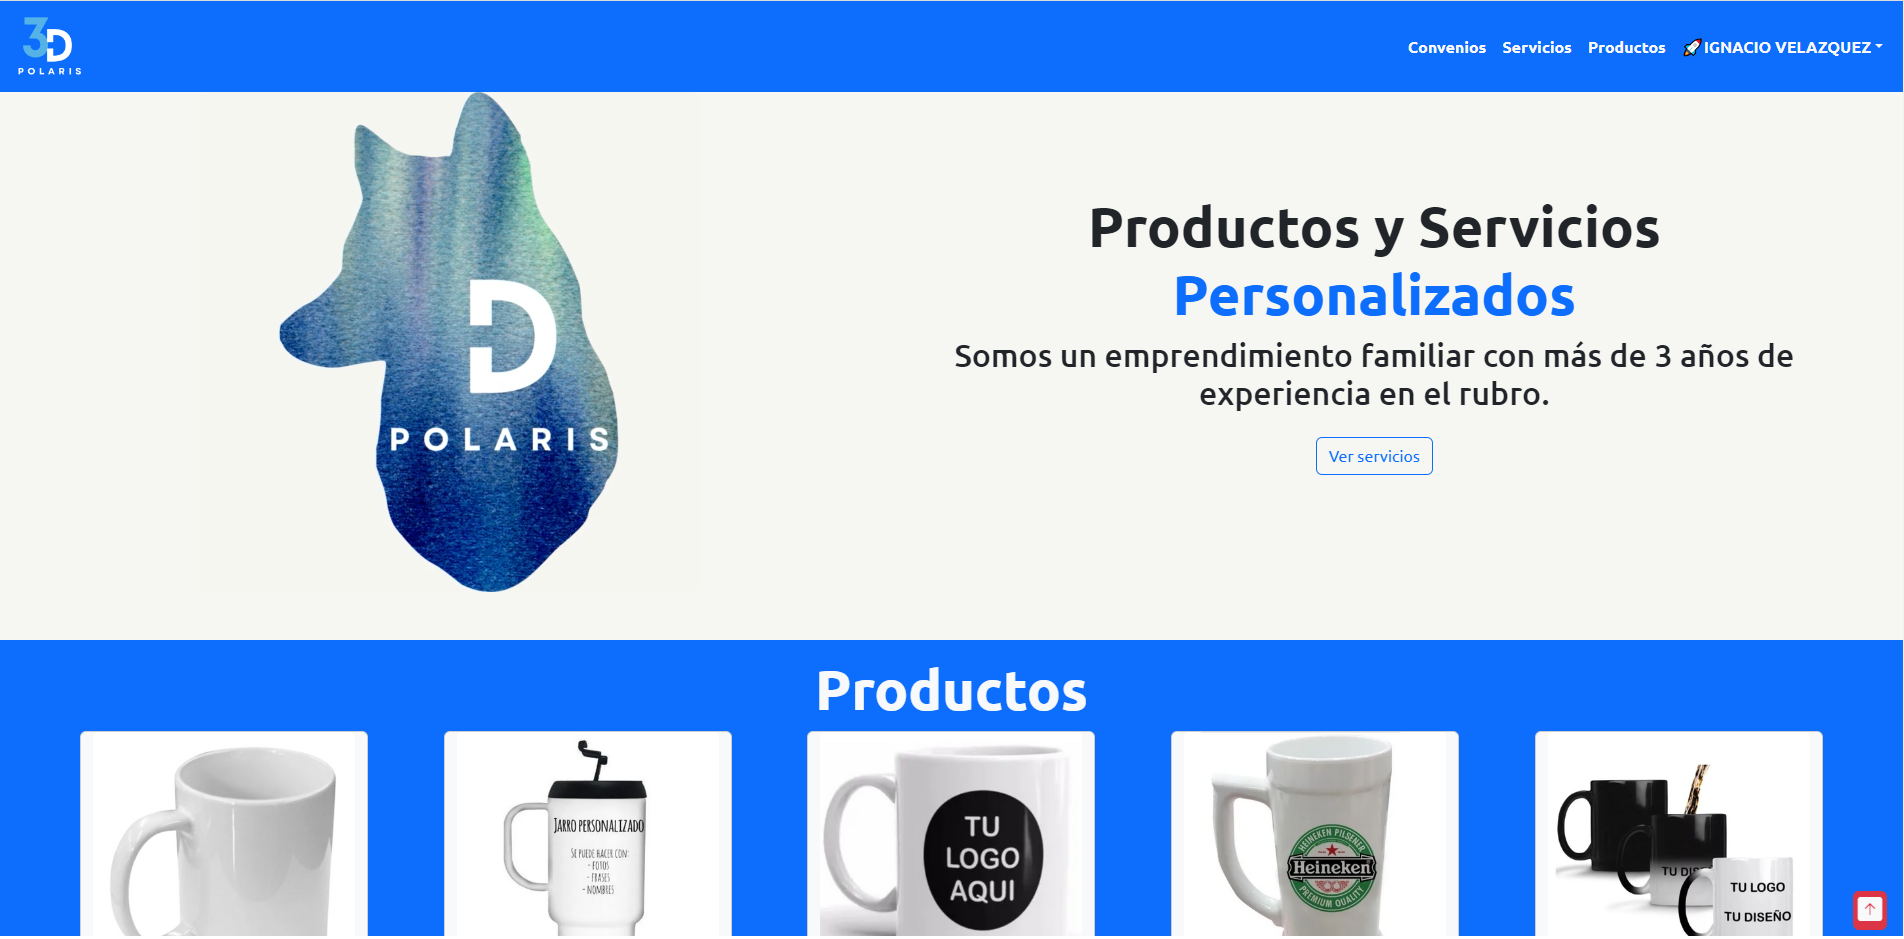 3D
POLARIS
Convenios Servicios Productos IGNACIO VELAZQUEZ
D
POLARIS
Productos y Servicios
Personalizados
Somos un emprendimiento familiar con más de 3 años de
experiencia en el rubro.
Ver servicios
Productos
JARRO PERSONALIZADO
SE PUEDE HACER CON:
- FOTOS
- FRASES
- NOMBRES
TU
LOGO
AQUI
HEINEKEN PILSENER
Heineken
PREMIUM QUALITY
TU DIS
TU LOGO
TU DISEÑO